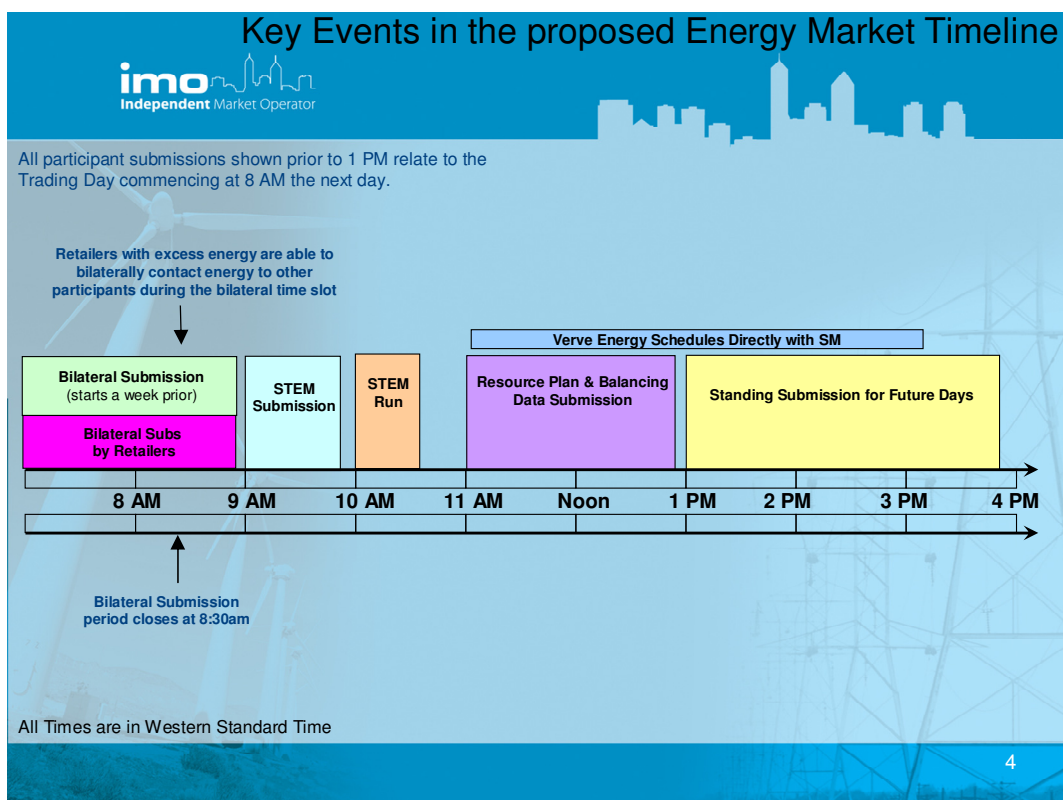 Key Events in the proposed Energy Market Timeline
imo
Independent Market Operator
All participant submissions shown prior to 1 PM relate to the
Trading Day commencing at 8 AM the next day.
Retailers with excess energy are able to
bilaterally contact energy to other
participants during the bilateral time slot
Verve Energy Schedules Directly with SM
Bilateral Submission
(starts a week prior)
Bilateral Subs
by Retailers
STEM
Submission
STEM
Run
Resource Plan & Balancing
Data Submission
Standing Submission for Future Days
8 AM 9 AM 10 AM 11 AM Noon 1 PM 2 PM 3 PM 4 PM
Bilateral Submission
period closes at 8:30am
All Times are in Western Standard Time
4